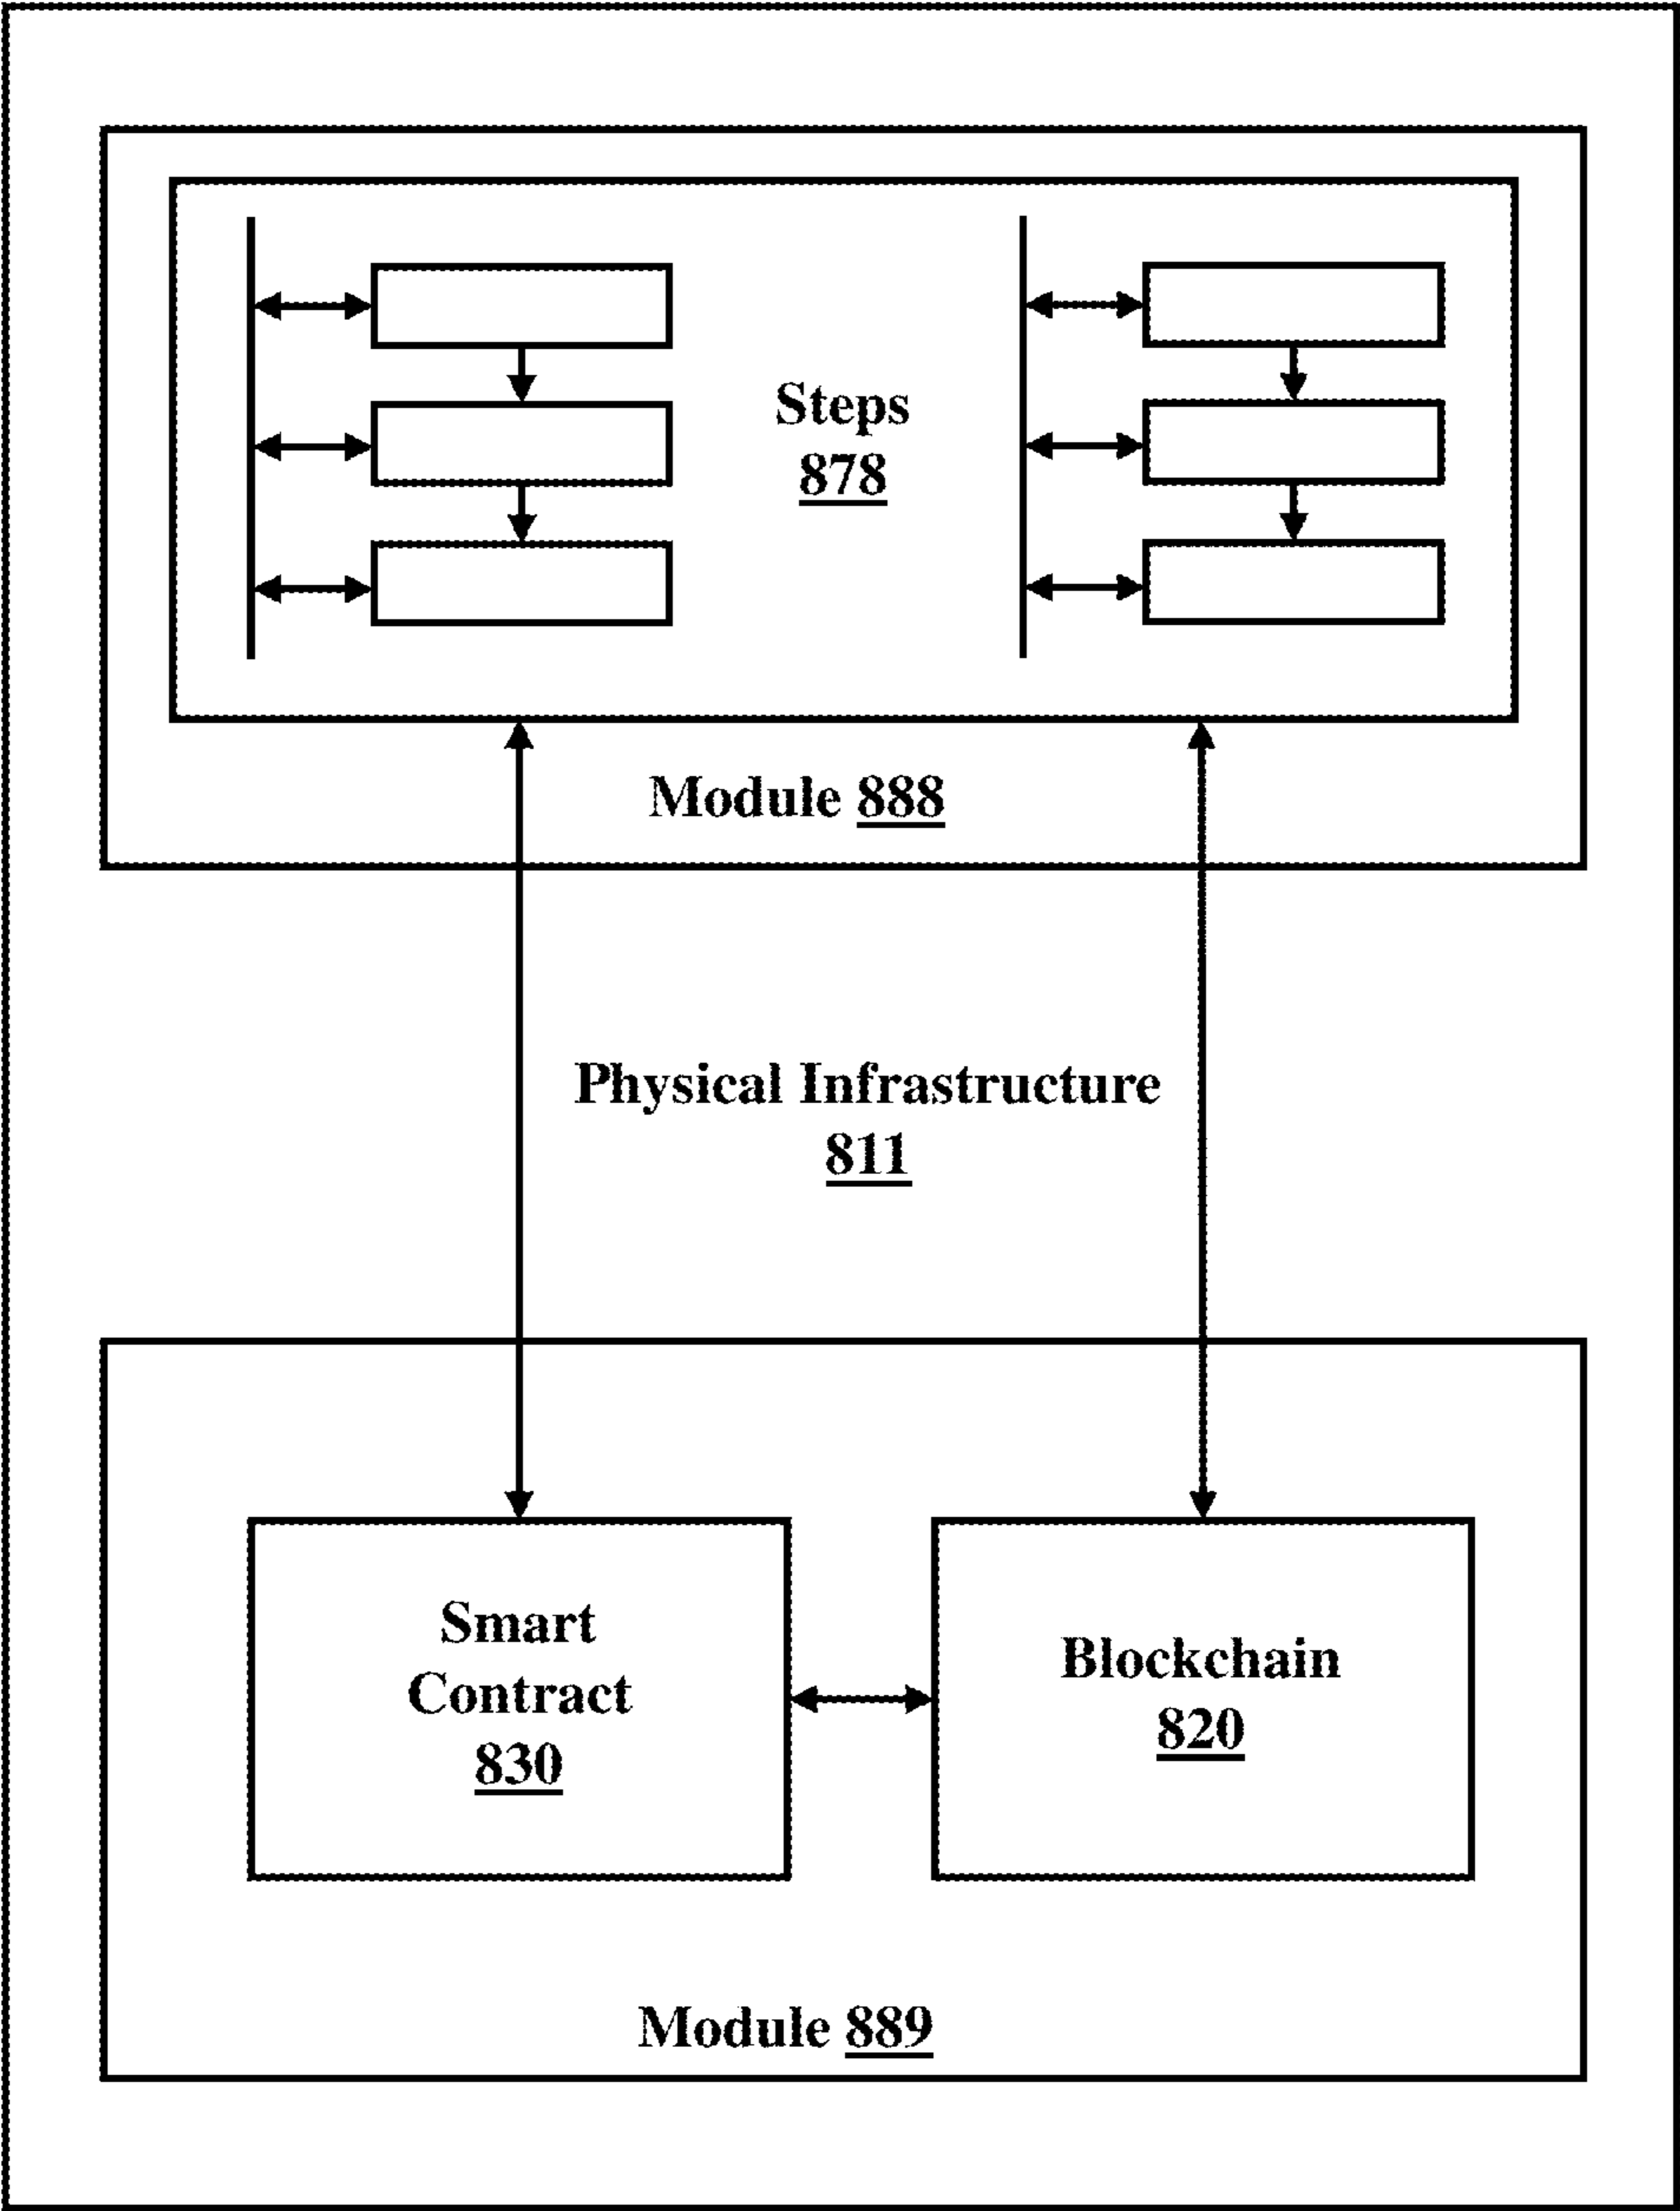 Steps
878
Module 888
Physical Infrastructure
811
Smart
Contract
830
Blockchain
820
Module 889